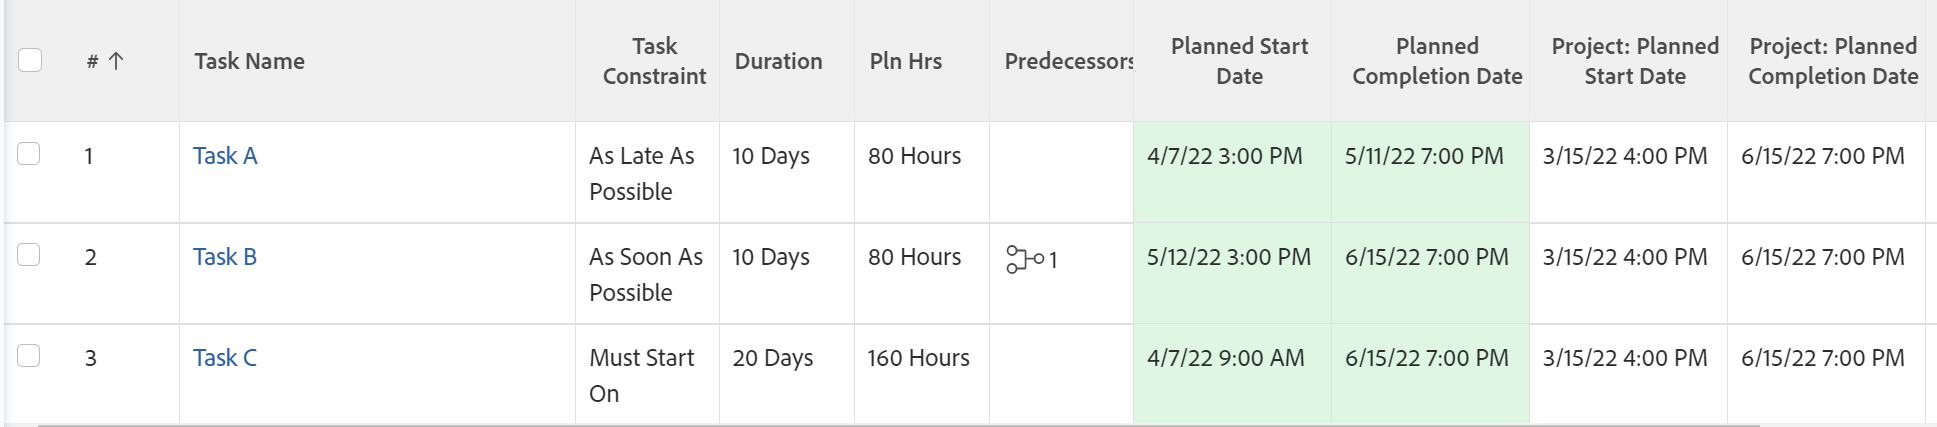 # ↑ Task Name Task Constraint Duration Pln Hrs Predecessors Planned Start Date Planned Completion Date Project: Planned Start Date Project: Planned Completion Date
1 Task A As Late As Possible 10 Days 80 Hours 4/7/22 3:00 PM 5/11/22 7:00 PM 3/15/22 4:00 PM 6/15/22 7:00 PM
2 Task B As Soon As Possible 10 Days 80 Hours 1 5/12/22 3:00 PM 6/15/22 7:00 PM 3/15/22 4:00 PM 6/15/22 7:00 PM
3 Task C Must Start On 20 Days 160 Hours 4/7/22 9:00 AM 6/15/22 7:00 PM 3/15/22 4:00 PM 6/15/22 7:00 PM